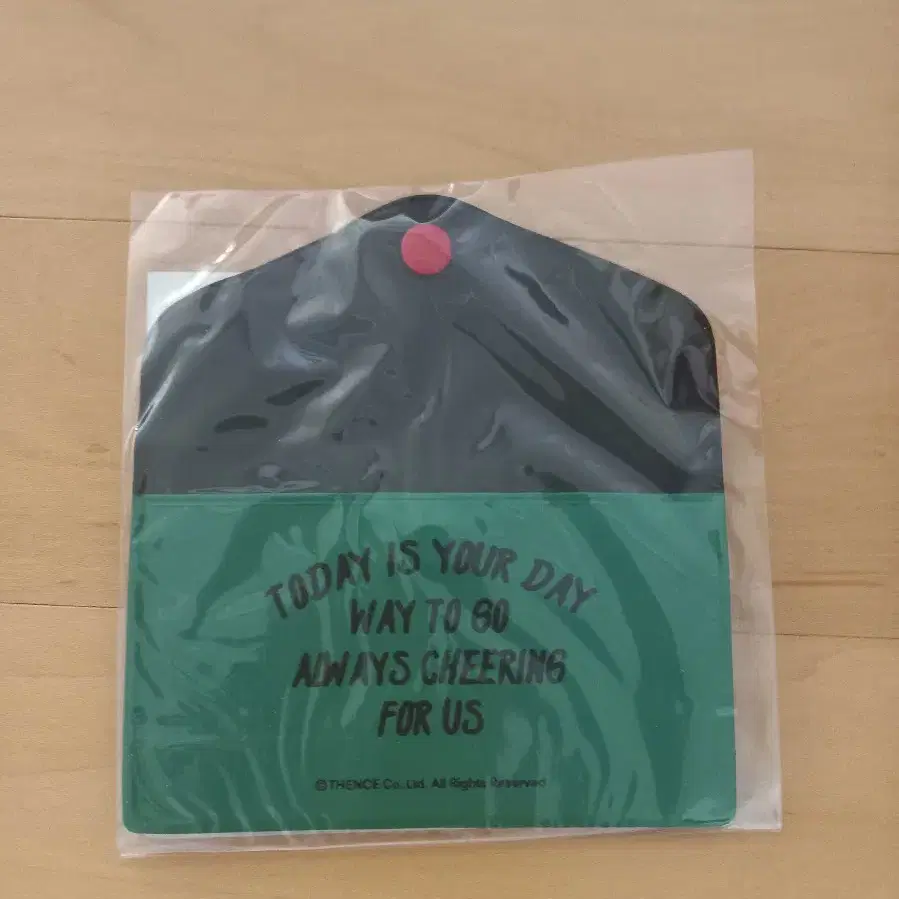 TODAY IS YOUR DAY
WAY TO GO
ALWAYS CHEERING
FOR US
©THENCE Co., Ltd. All Rights Reserved